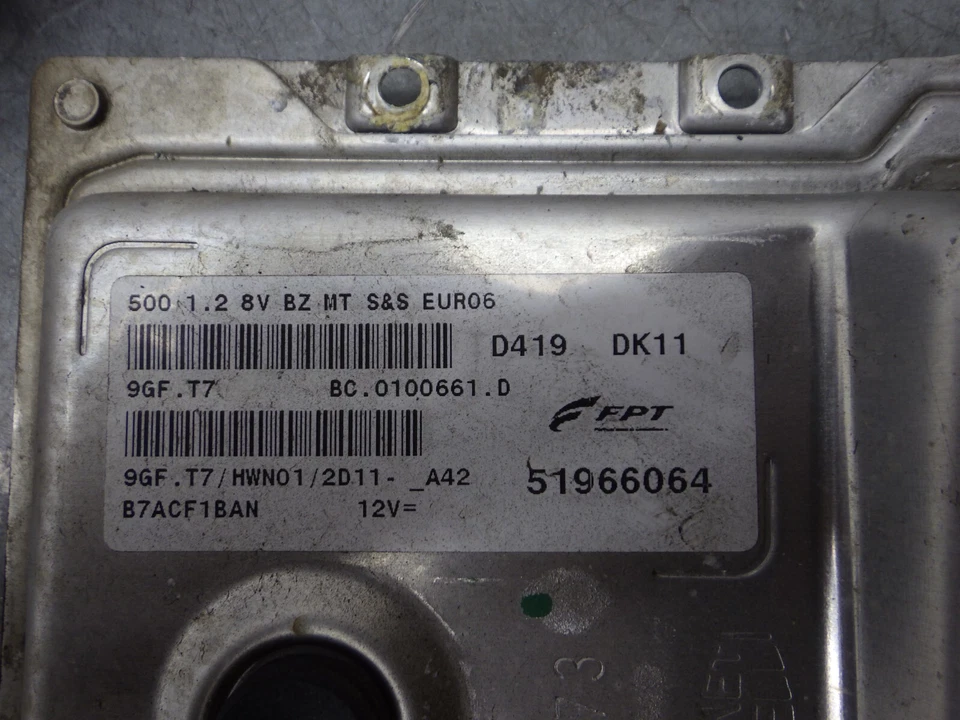 500 1.2 8V BZ MT S&S EURO6
D419 DK11
9GF.T7 BC.0100661.D
FPT
9GF.T7/HWN01/2D11- _A42
51966064
B7ACF1BAN 12V=
73